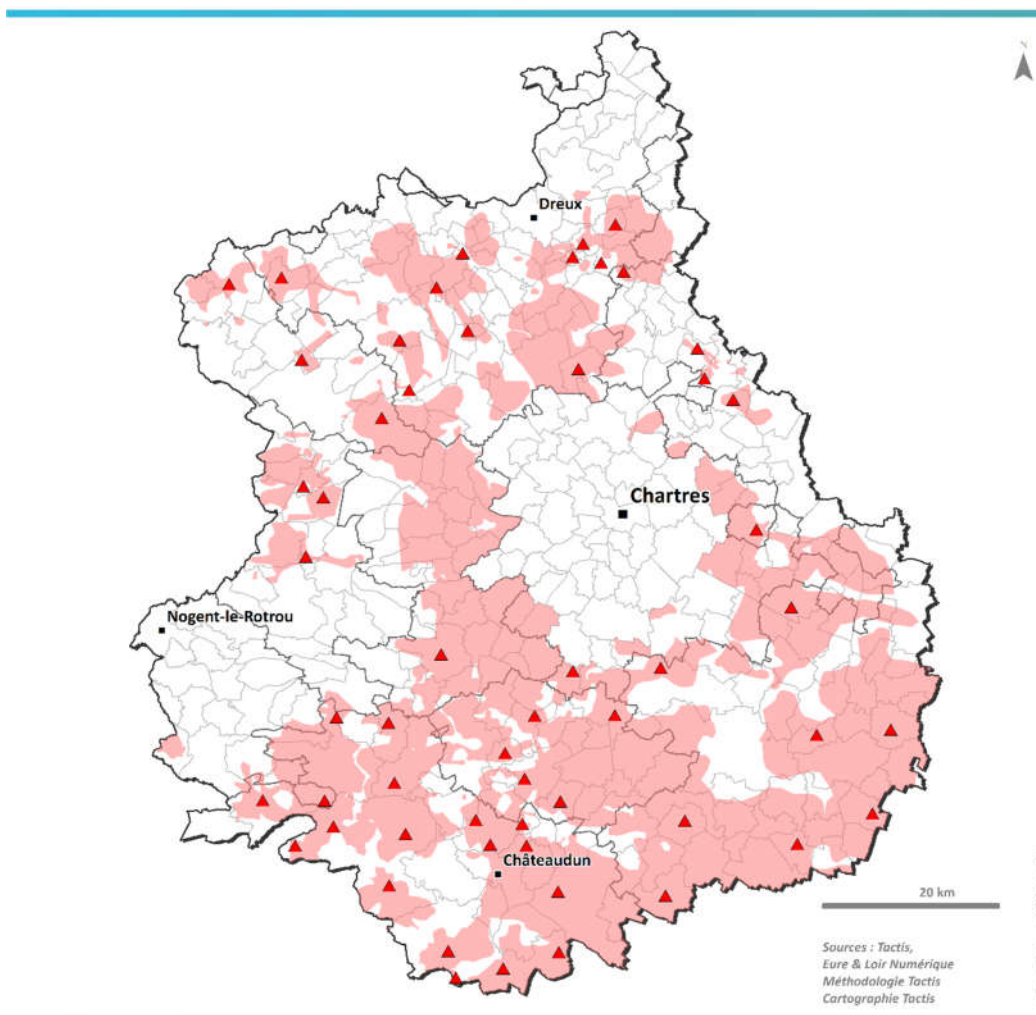 N
Dreux
Chartres
Nogent-le-Rotrou
Châteaudun
20 km
Sources : Tactis,
Eure & Loir Numérique
Méthodologie Tactis
Cartographie Tactis